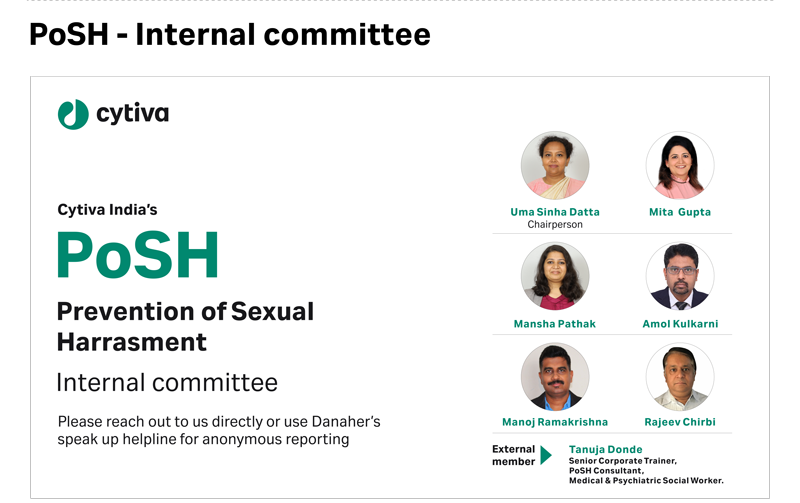 PoSH - Internal committee
cytiva
Cytiva India's
PoSH
Prevention of Sexual
Harrasment
Internal committee
Please reach out to us directly or use Danaher's
speak up helpline for anonymous reporting
Uma Sinha Datta
Chairperson
Mita Gupta
Mansha Pathak
Amol Kulkarni
Manoj Ramakrishna
Rajeev Chirbi
External
member
Tanuja Donde
Senior Corporate Trainer,
PoSH Consultant,
Medical & Psychiatric Social Worker.